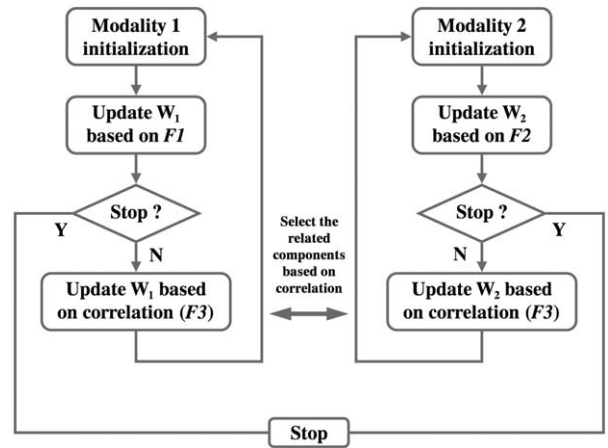 Modality 1
initialization
Update W₁
based on F1
Stop ?
Y
N
Update W₁ based
on correlation (F3)
Select the
related
components
based on
correlation
Modality 2
initialization
Update W₂
based on F2
Stop ?
Y
N
Update W₂ based
on correlation (F3)
Stop